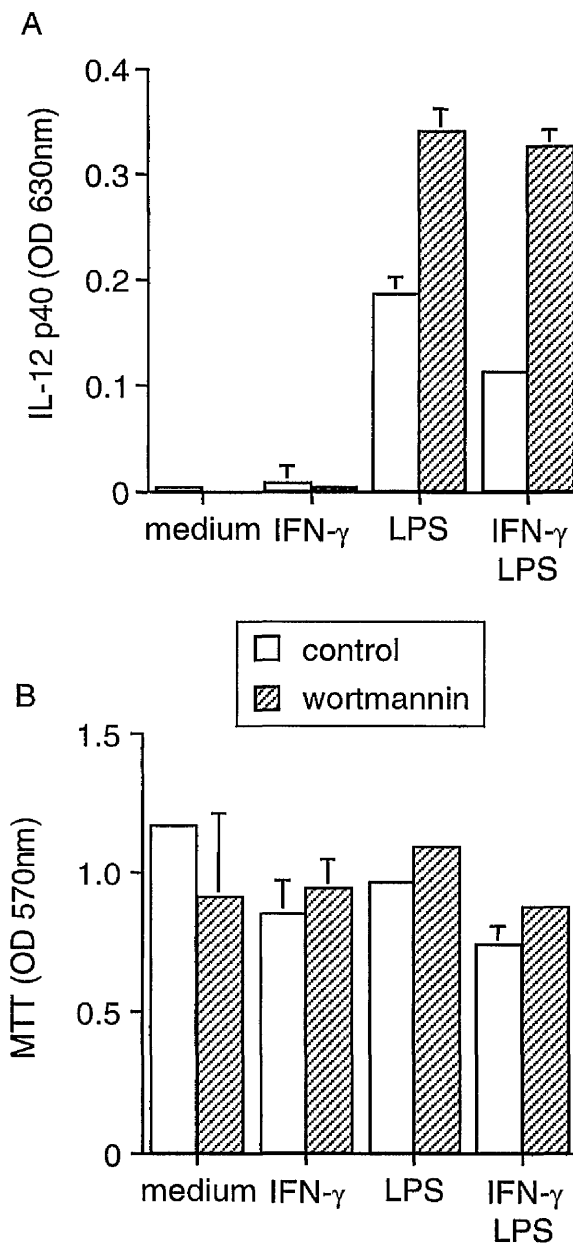 A
IL-12 p40 (OD 630nm)
0.4
0.3
0.2
0.1
0
medium IFN-γ LPS IFN-γ
LPS
control
wortmannin
B
MTT (OD 570nm)
1.5
1.0
0.5
0
medium IFN-γ LPS IFN-γ
LPS